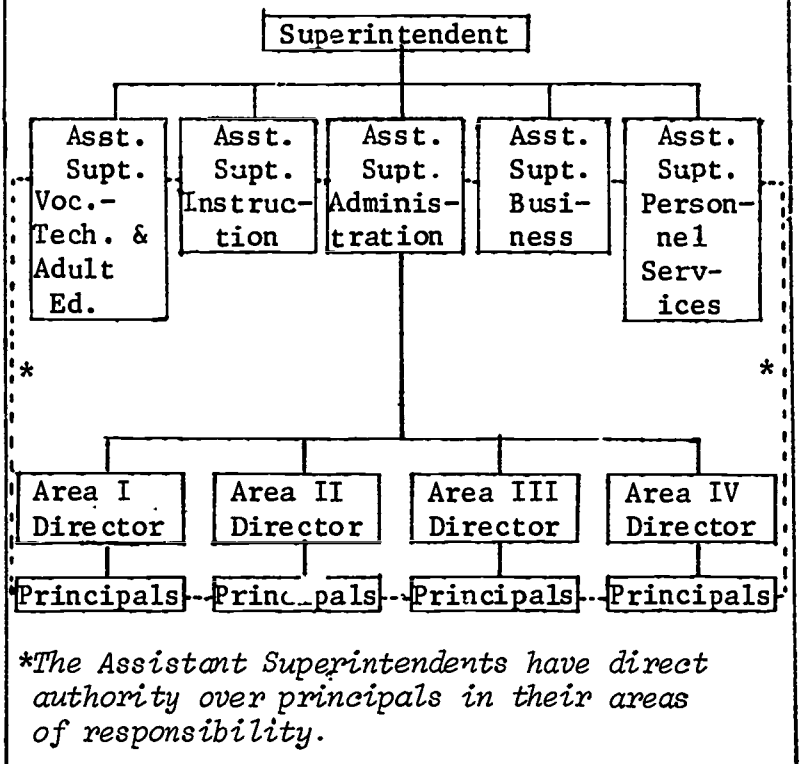 Superintendent
Asst.
Supt.
Voc.-
Tech. &
Adult
Ed.
Asst.
Supt.
Instruc-
tion
Asst.
Supt.
Adminis-
tration
Asst.
Supt.
Busi-
ness
Asst.
Supt.
Person-
nel
Serv-
ices
*
*
Area I
Director
Area II
Director
Area III
Director
Area IV
Director
Principals
Principals
Principals
Principals
*The Assistant Superintendents have direct
authority over principals in their areas
of responsibility.